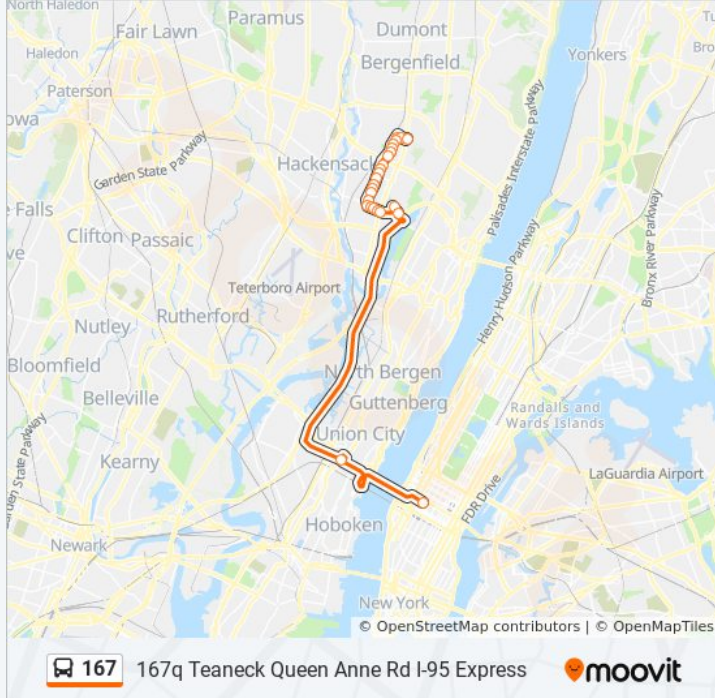 North Haledon
Paramus
Dumont
Fair Lawn
Bergenfield
Yonkers
Haledon
Paterson
Palisades Interstate Parkway
Garden State Parkway
Hackensack
Falls
Clifton
Passaic
Henry Hudson Parkway
Bronx River Parkway
Teterboro Airport
Nutley
Rutherford
North Bergen
Bloomfield
Guttenberg
Belleville
Randalls and
Wards Islands
Union City
Garden State Parkway
Kearny
LaGuardia Airport
FDR Drive
Hoboken
Newark
New York
© OpenStreetMap contributors | © OpenMapTiles
167 167q Teaneck Queen Anne Rd I-95 Express moovit